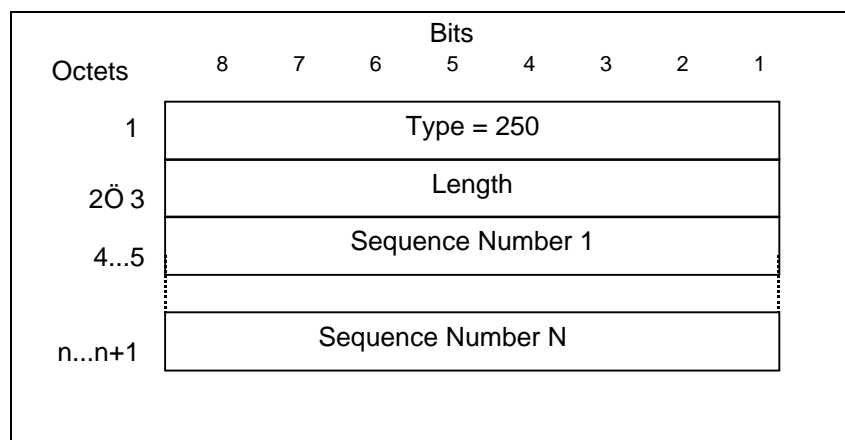 Bits
Octets 8 7 6 5 4 3 2 1
1 Type = 250
2Ö 3 Length
4...5 Sequence Number 1
n...n+1 Sequence Number N